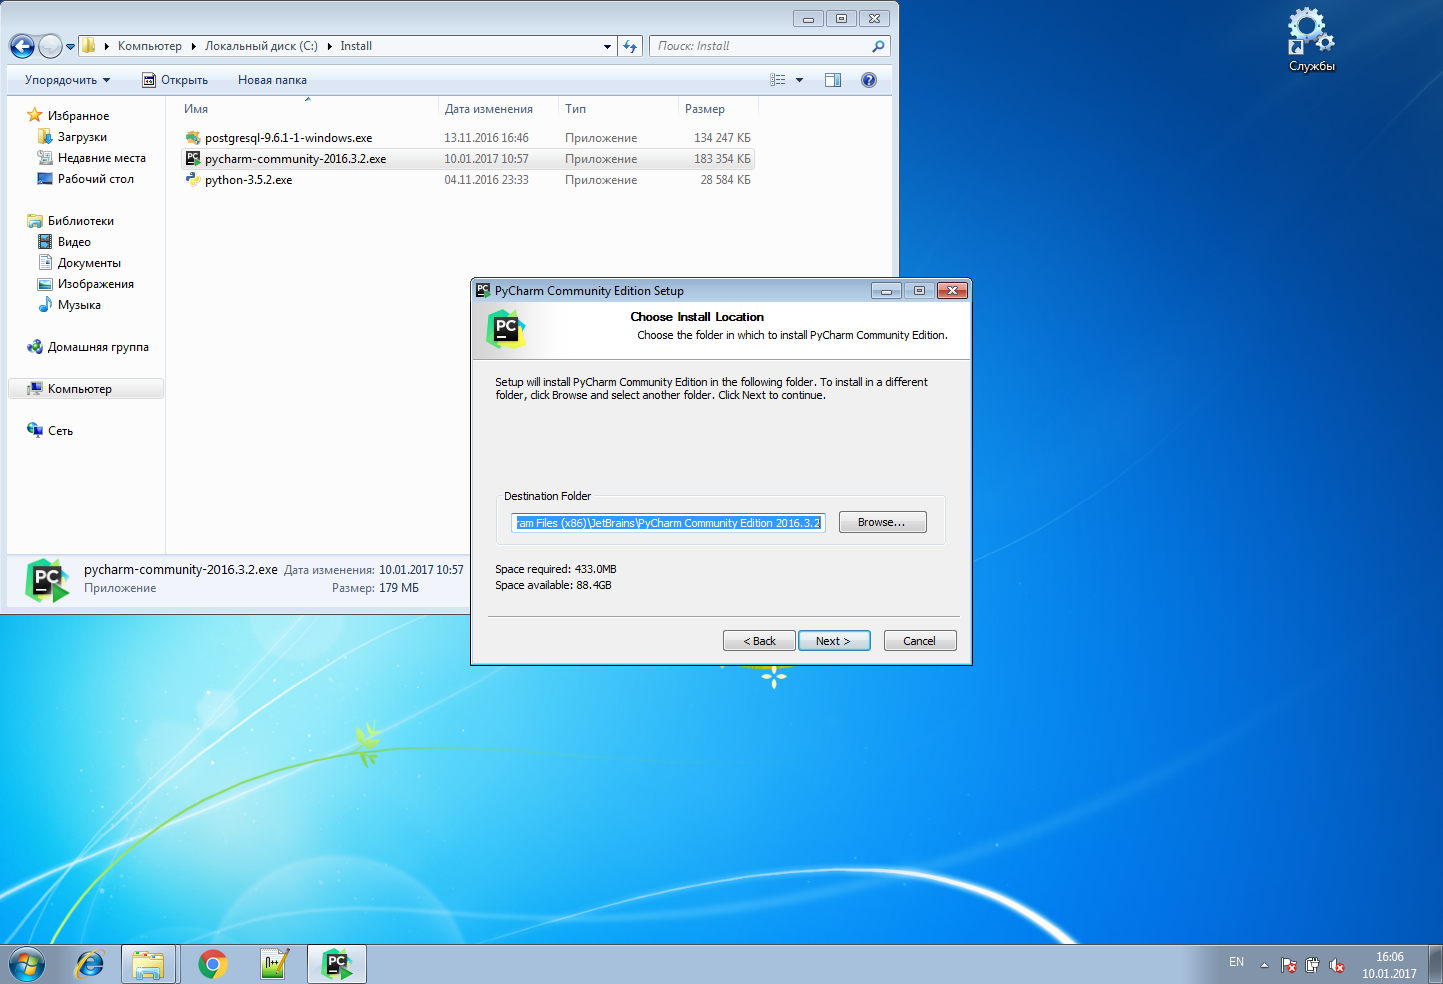 Компьютер
Локальный диск (C:)
Install
Поиск: Install
Службы
Упорядочить
Открыть
Новая папка
Имя
Дата изменения
Тип
Размер
Избранное
Загрузки
Недавние места
Рабочий стол
Библиотеки
Видео
Документы
Изображения
Музыка
Домашняя группа
Компьютер
Сеть
postgresql-9.6.1-1-windows.exe 13.11.2016 16:46 Приложение 134 247 КБ
pycharm-community-2016.3.2.exe 10.01.2017 10:57 Приложение 183 354 КБ
python-3.5.2.exe 04.11.2016 23:33 Приложение 28 584 КБ
pycharm-community-2016.3.2.exe Дата изменения: 10.01.2017 10:57
Приложение Размер: 179 МБ
PC PyCharm Community Edition Setup
PC
Choose Install Location
Choose the folder in which to install PyCharm Community Edition.
Setup will install PyCharm Community Edition in the following folder. To install in a different
folder, click Browse and select another folder. Click Next to continue.
Destination Folder
ram Files (x86)\JetBrains\PyCharm Community Edition 2016.3.2
Browse...
Space required: 433.0MB
Space available: 88.4GB
< Back
Next >
Cancel
PC
PC
EN
16:06
10.01.2017